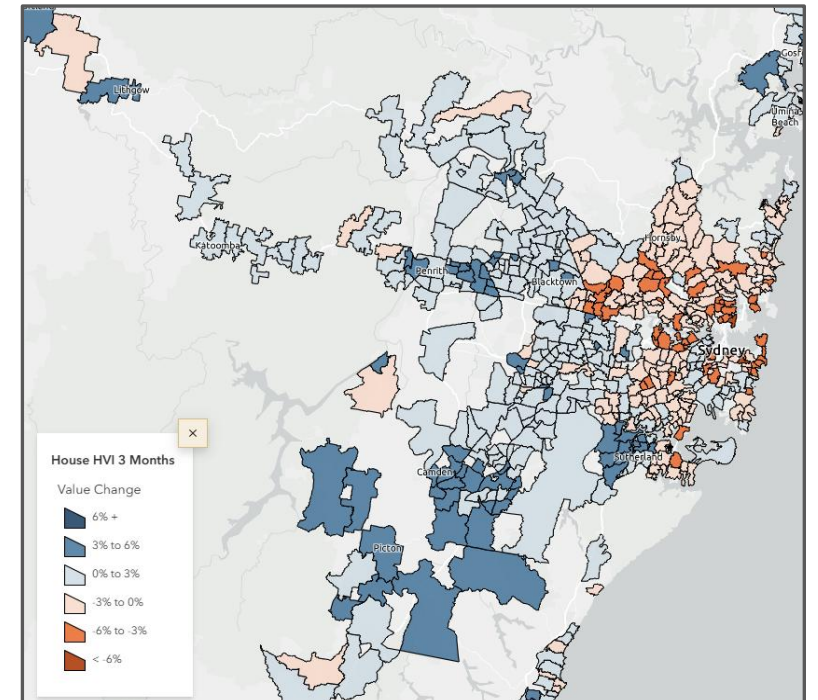 Gosf
Lithgow
Umina
Beach
Hornsby
Katoomba
Penrith
Blacktown
Sydney
Sutherland
Camden
Picton
×
House HVI 3 Months
Value Change
6% +
3% to 6%
0% to 3%
-3% to 0%
-6% to -3%
< -6%